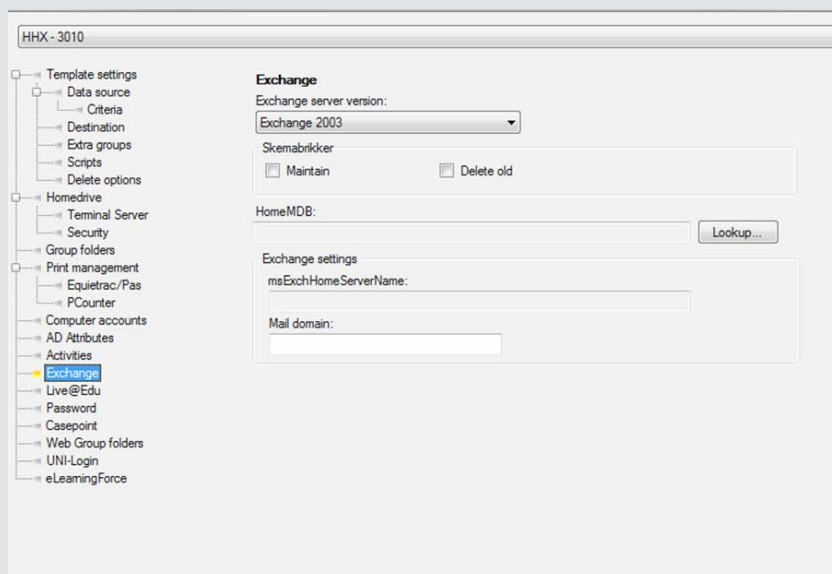 HHX - 3010
Template settings
Data source
Criteria
Destination
Extra groups
Scripts
Delete options
Homedrive
Terminal Server
Security
Group folders
Print management
Equietrac/Pas
PCounter
Computer accounts
AD Attributes
Activities
Exchange
Live@Edu
Password
Casepoint
Web Group folders
UNI-Login
eLearningForce
Exchange
Exchange server version:
Exchange 2003
Skemabrikker
Maintain Delete old
HomeMDB:
Lookup...
Exchange settings
msExchHomeServerName:
Mail domain: